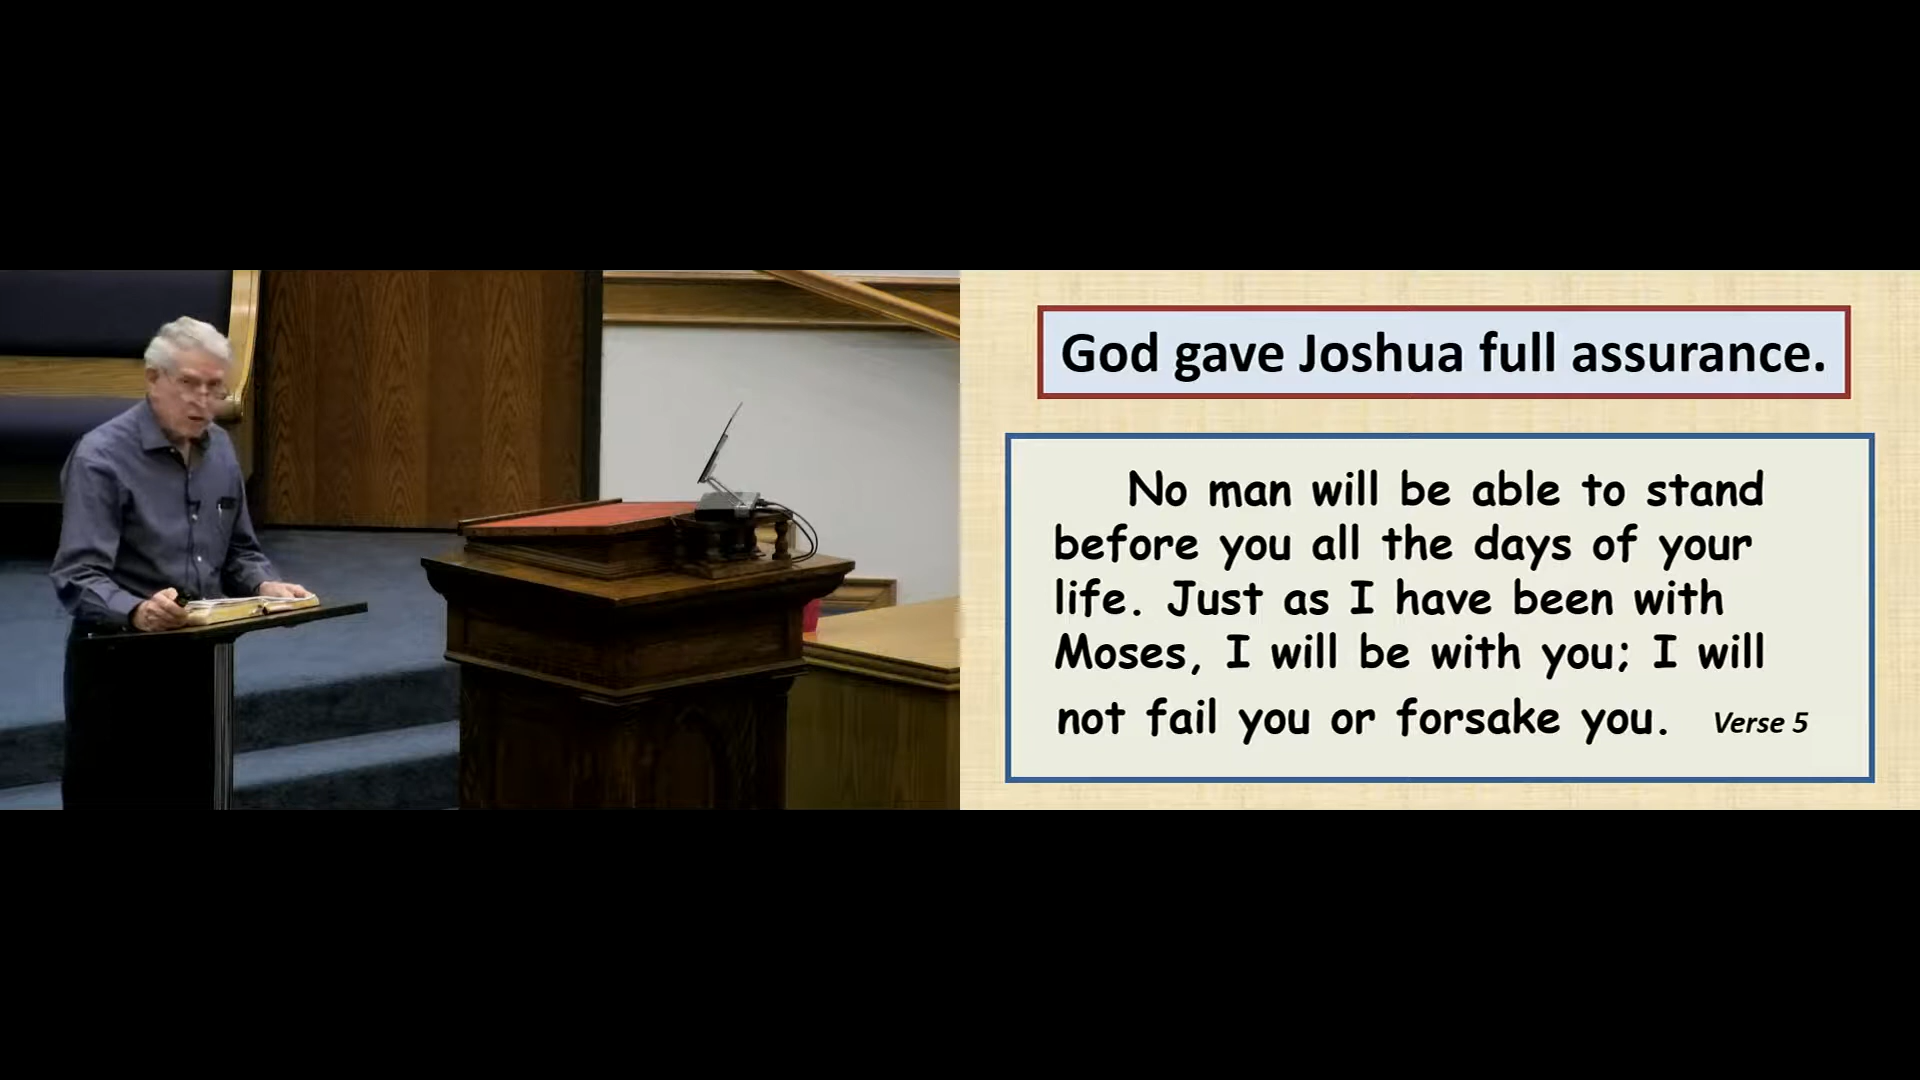 God gave Joshua full assurance.
No man will be able to stand
before you all the days of your
life. Just as I have been with
Moses, I will be with you; I will
not fail you or forsake you. Verse 5